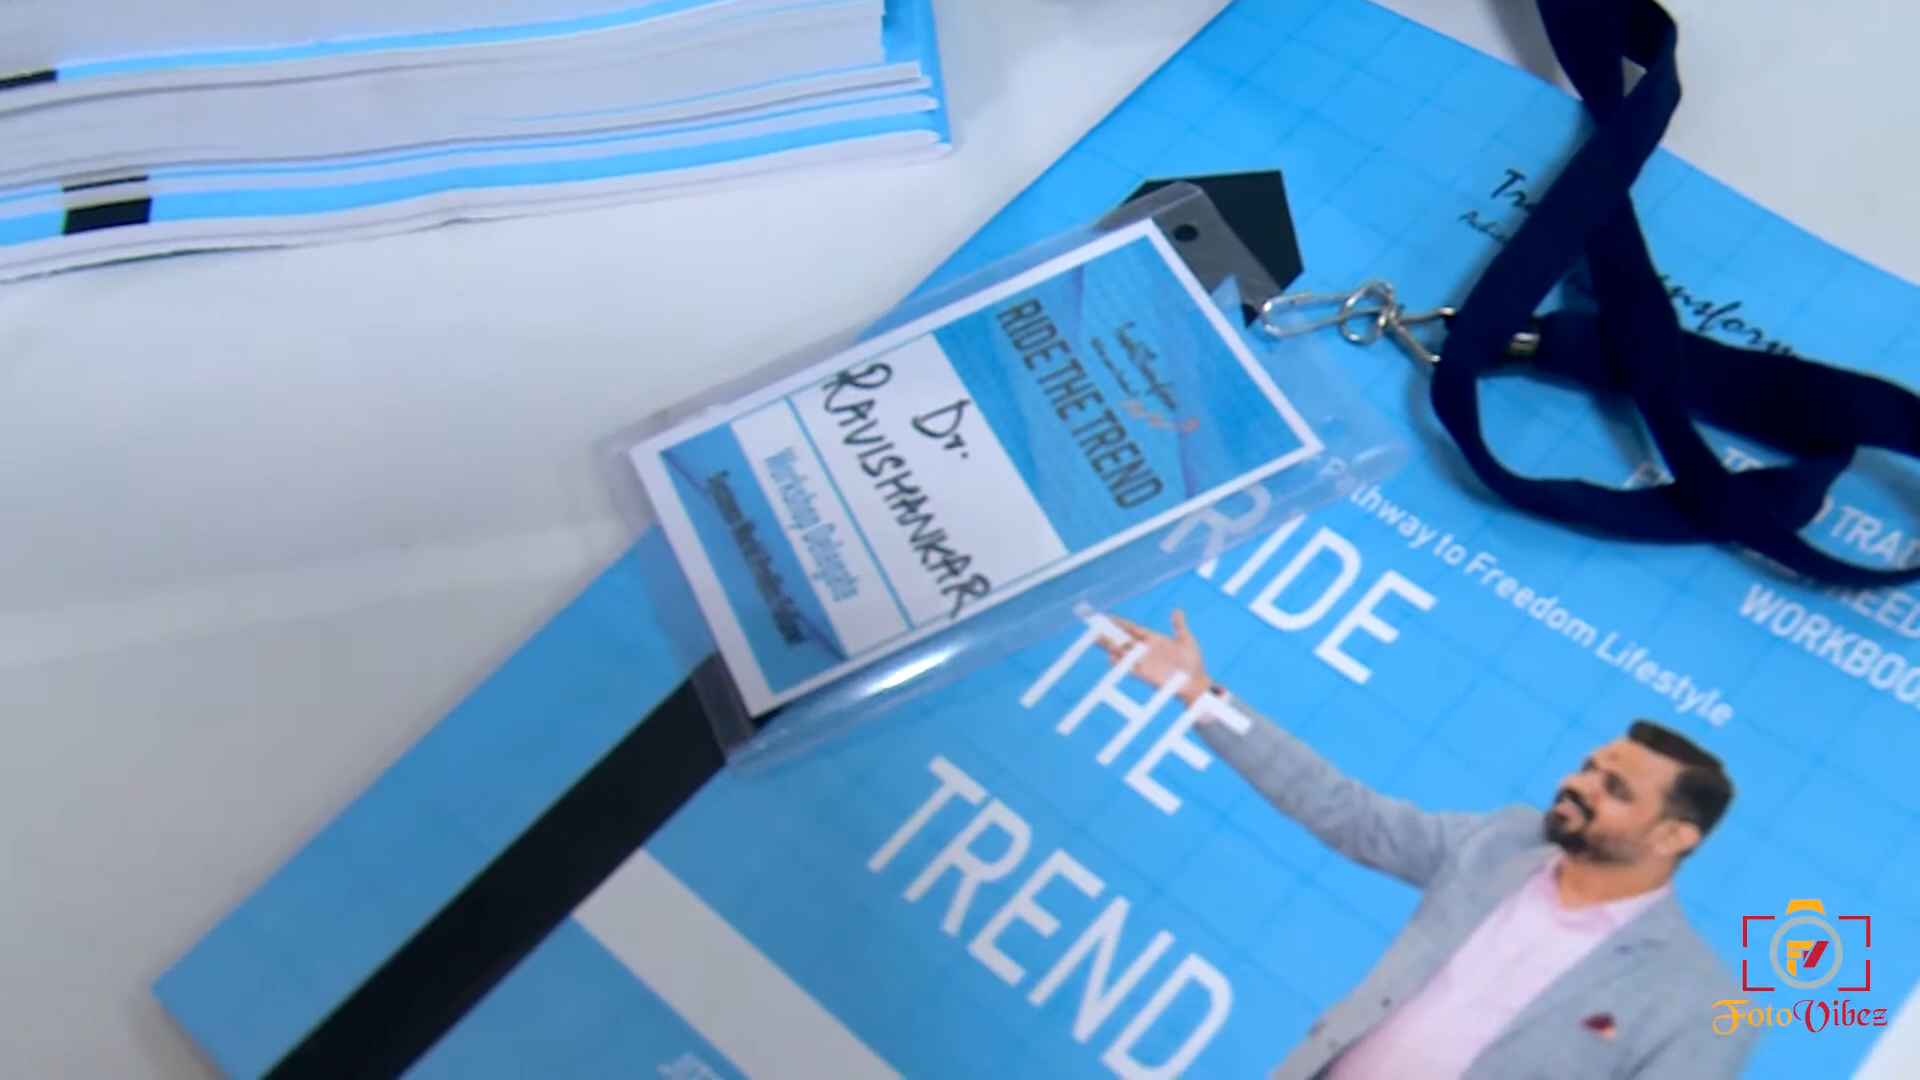 RIDE THE TREND
Dr.
RAVISHANKAR
Workshop Delegate
Pathway to Freedom Lifestyle
RIDE
THE
TREND
WORKBOO
FotoVibez